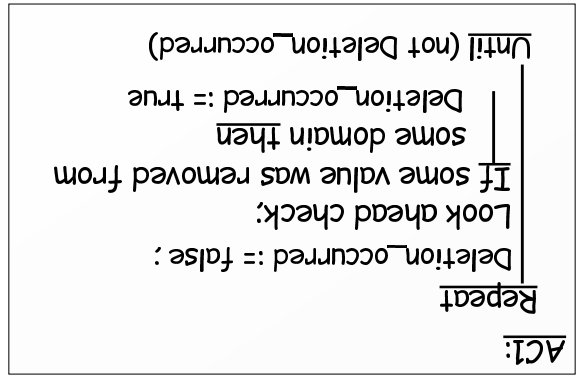 AC1:
Repeat
Deletion_occurred := false ;
Look ahead check;
If some value was removed from
some domain then
Deletion_occurred := true
Until (not Deletion_occurred)